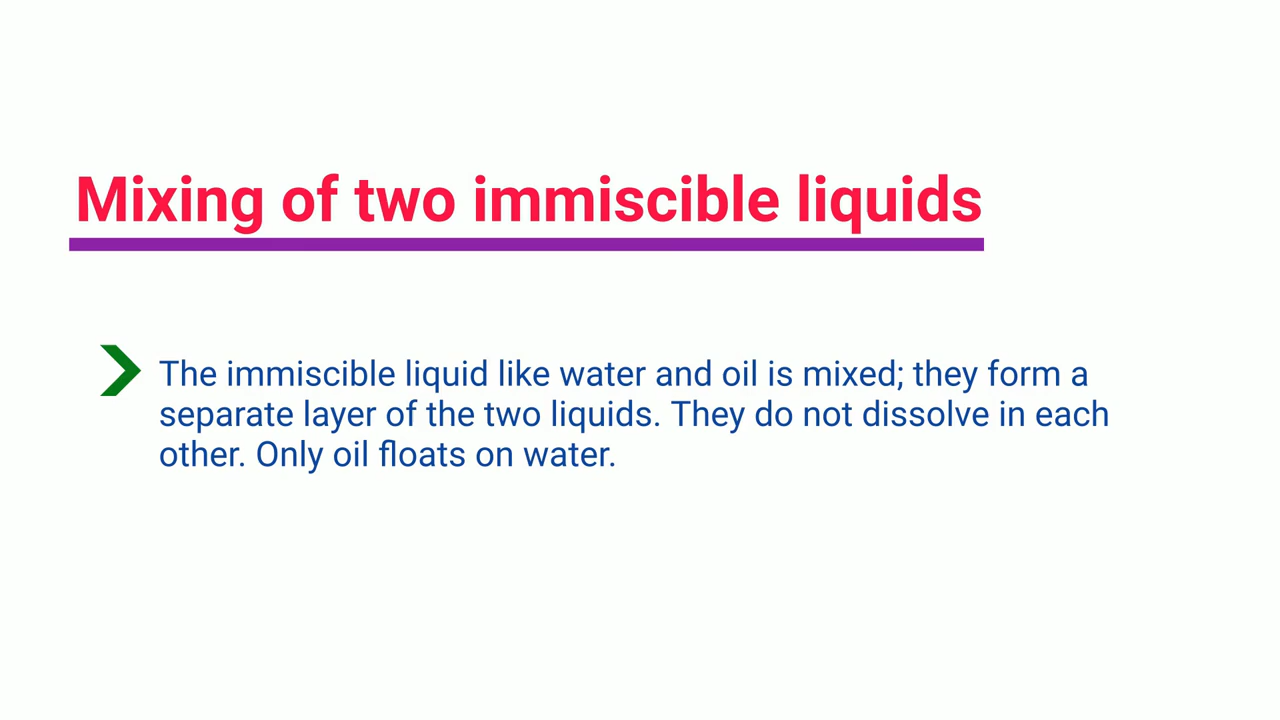 Mixing of two immiscible liquids
The immiscible liquid like water and oil is mixed; they form a
separate layer of the two liquids. They do not dissolve in each
other. Only oil floats on water.